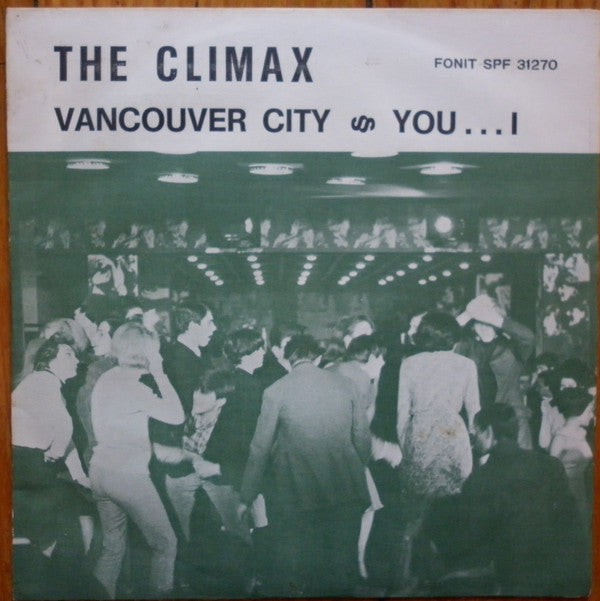 THE CLIMAX
FONIT SPF 31270
VANCOUVER CITY § YOU...I